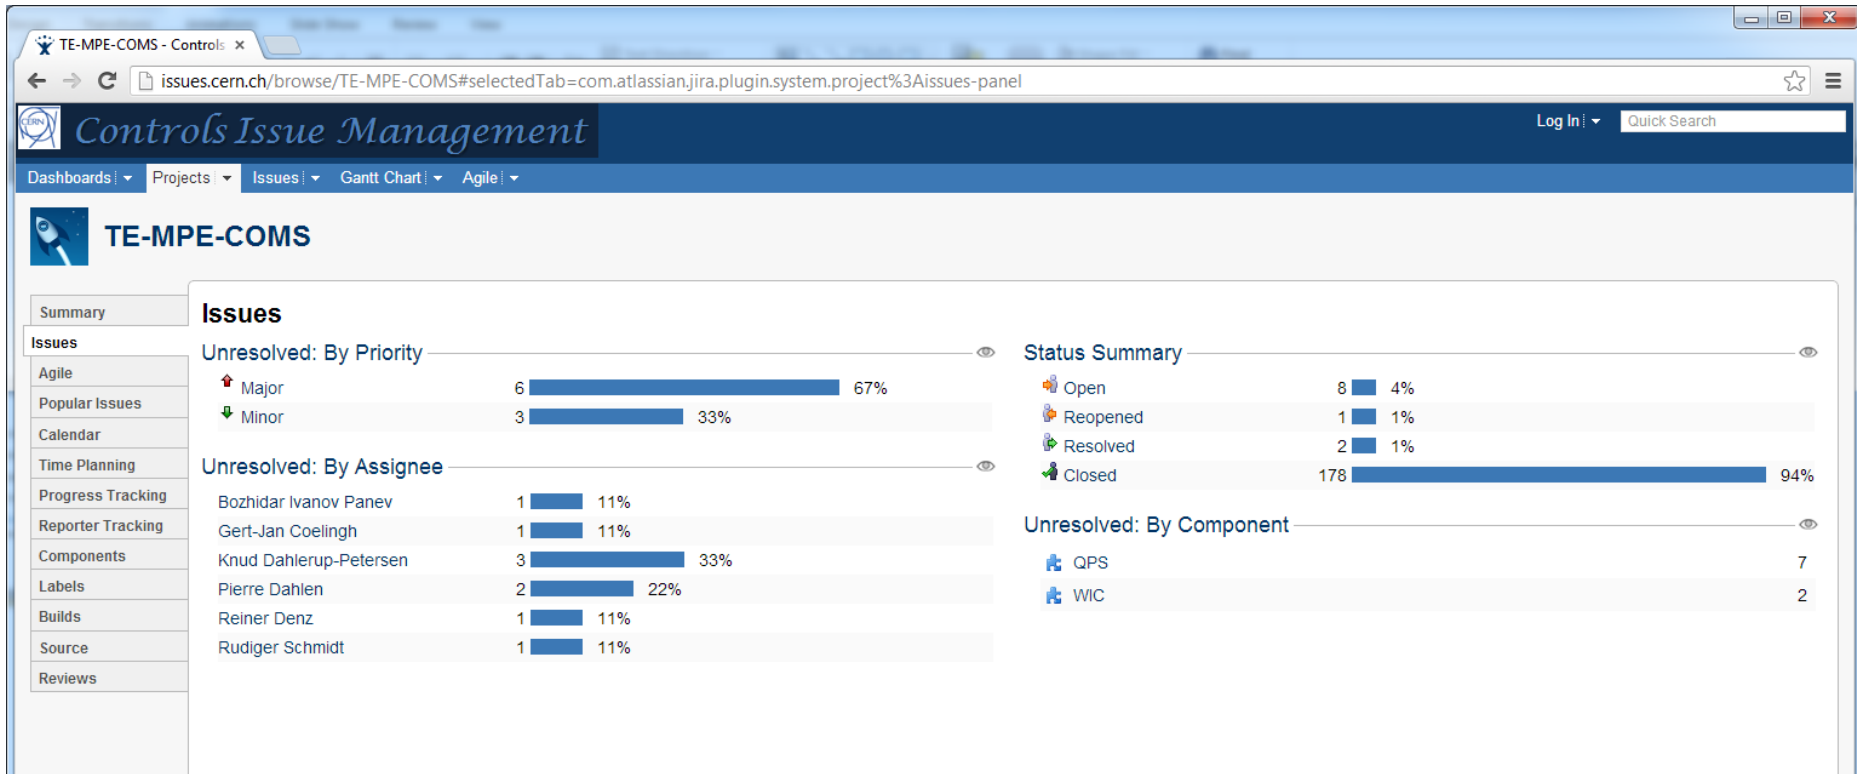 TE-MPE-COMS - Controls
issues.cern.ch/browse/TE-MPE-COMS#selectedTab=com.atlassian.jira.plugin.system.project%3Aissues-panel
CERN
Controls Issue Management
Log In
Quick Search
Dashboards Projects Issues Gantt Chart Agile
TE-MPE-COMS
Summary
Issues
Agile
Popular Issues
Calendar
Time Planning
Progress Tracking
Reporter Tracking
Components
Labels
Builds
Source
Reviews
Issues
Unresolved: By Priority
Major 6 67%
Minor 3 33%
Unresolved: By Assignee
Bozhidar Ivanov Panev 1 11%
Gert-Jan Coelingh 1 11%
Knud Dahlerup-Petersen 3 33%
Pierre Dahlen 2 22%
Reiner Denz 1 11%
Rudiger Schmidt 1 11%
Status Summary
Open 8 4%
Reopened 1 1%
Resolved 2 1%
Closed 178 94%
Unresolved: By Component
QPS 7
WIC 2